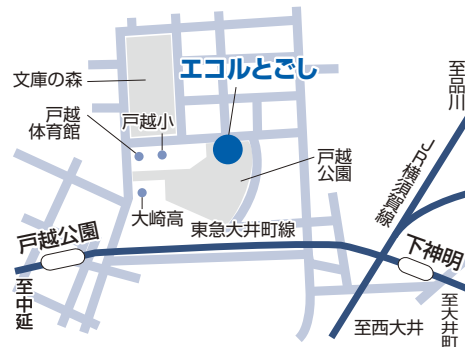 エコルとごし
文庫の森
戸越
体育館
戸越小
戸越
公園
大崎高
東急大井町線
戸越公園
至中延
至品川
JR横須賀線
下神明
至西大井
至大井町